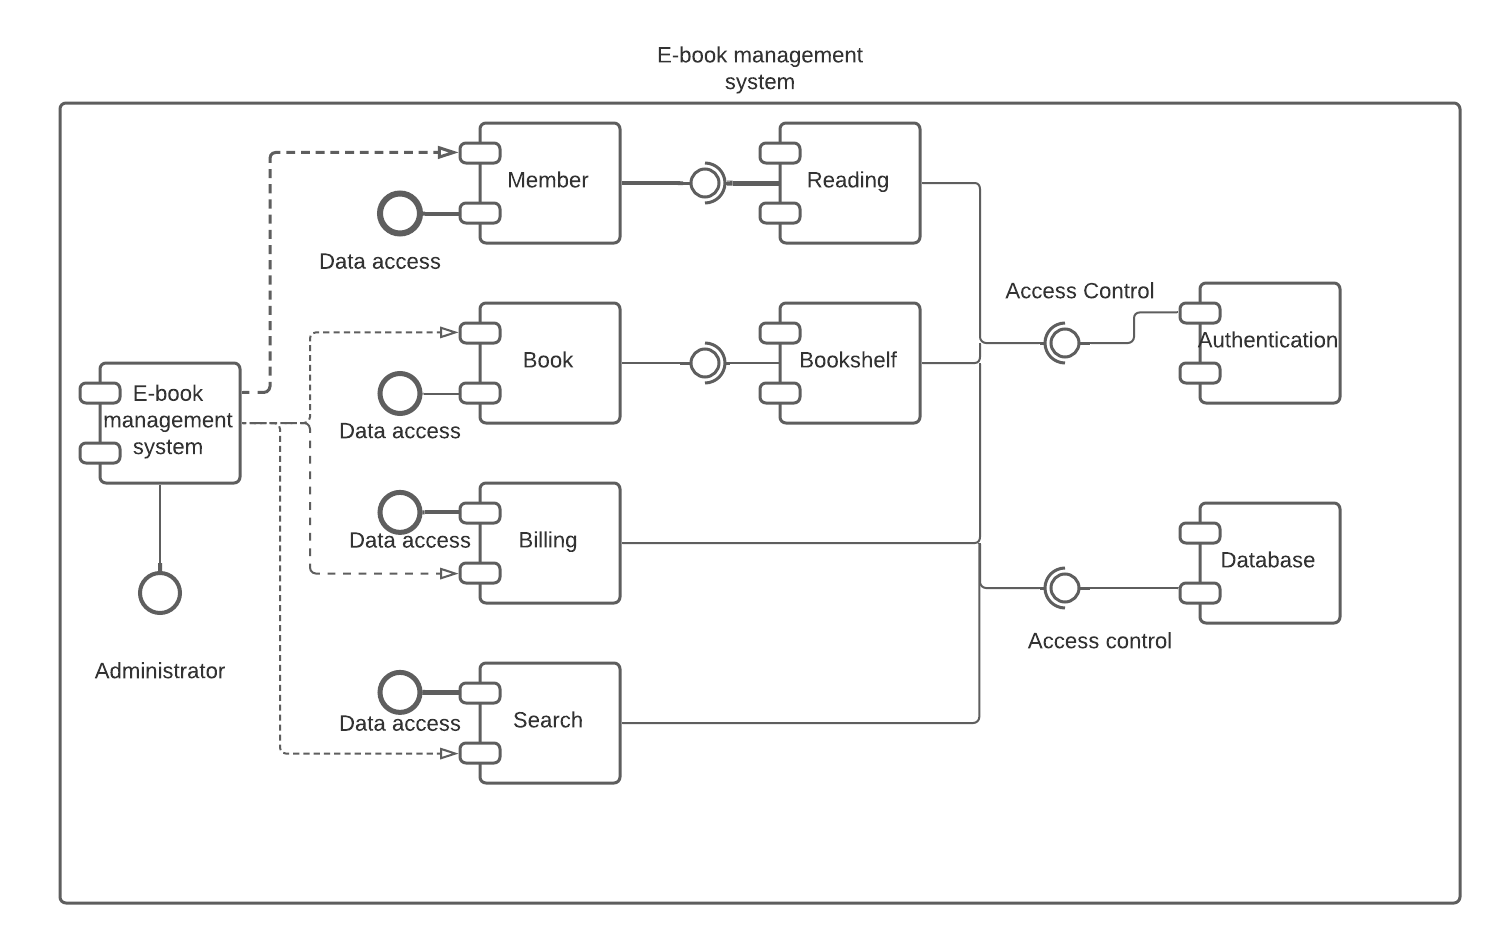 E-book management
system
Member
Reading
Data access
Access Control
Authentication
Book
Bookshelf
E-book
management
system
Data access
Billing
Data access
Database
Access control
Administrator
Search
Data access